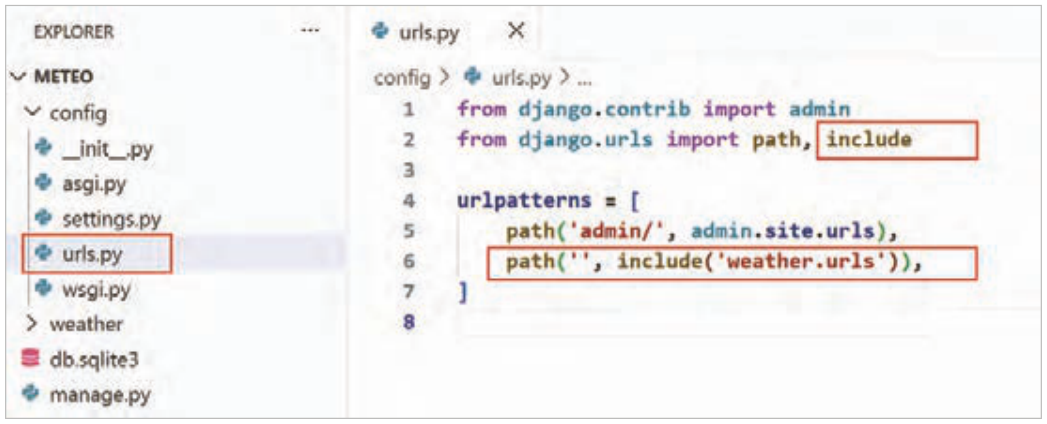 EXPLORER ...
METEO
config
__init__.py
asgi.py
settings.py
urls.py
wsgi.py
weather
db.sqlite3
manage.py
urls.py
config > urls.py > ...
1 from django.contrib import admin
2 from django.urls import path, include
3
4 urlpatterns = [
5 path('admin/', admin.site.urls),
6 path('', include('weather.urls')),
7 ]
8